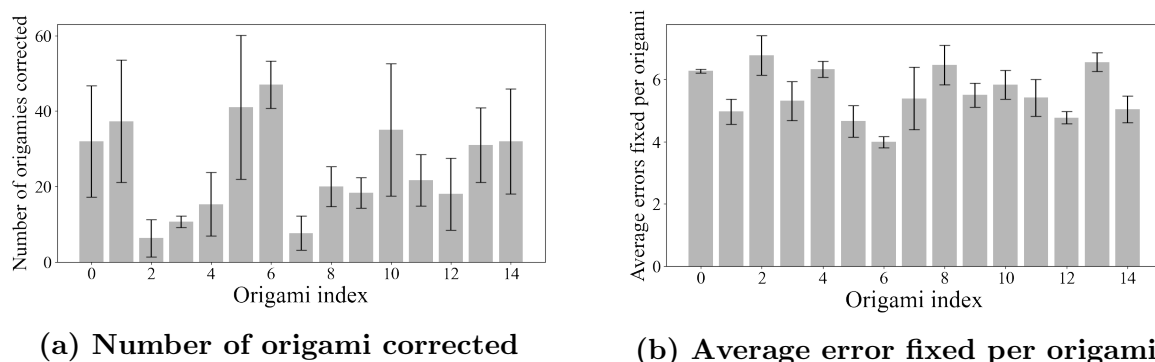 Number of origamies corrected
60
40
20
0
0 2 4 6 8 10 12 14
Origami index
(a) Number of origami corrected
Average errors fixed per origami
6
4
2
0
0 2 4 6 8 10 12 14
Origami index
(b) Average error fixed per origami